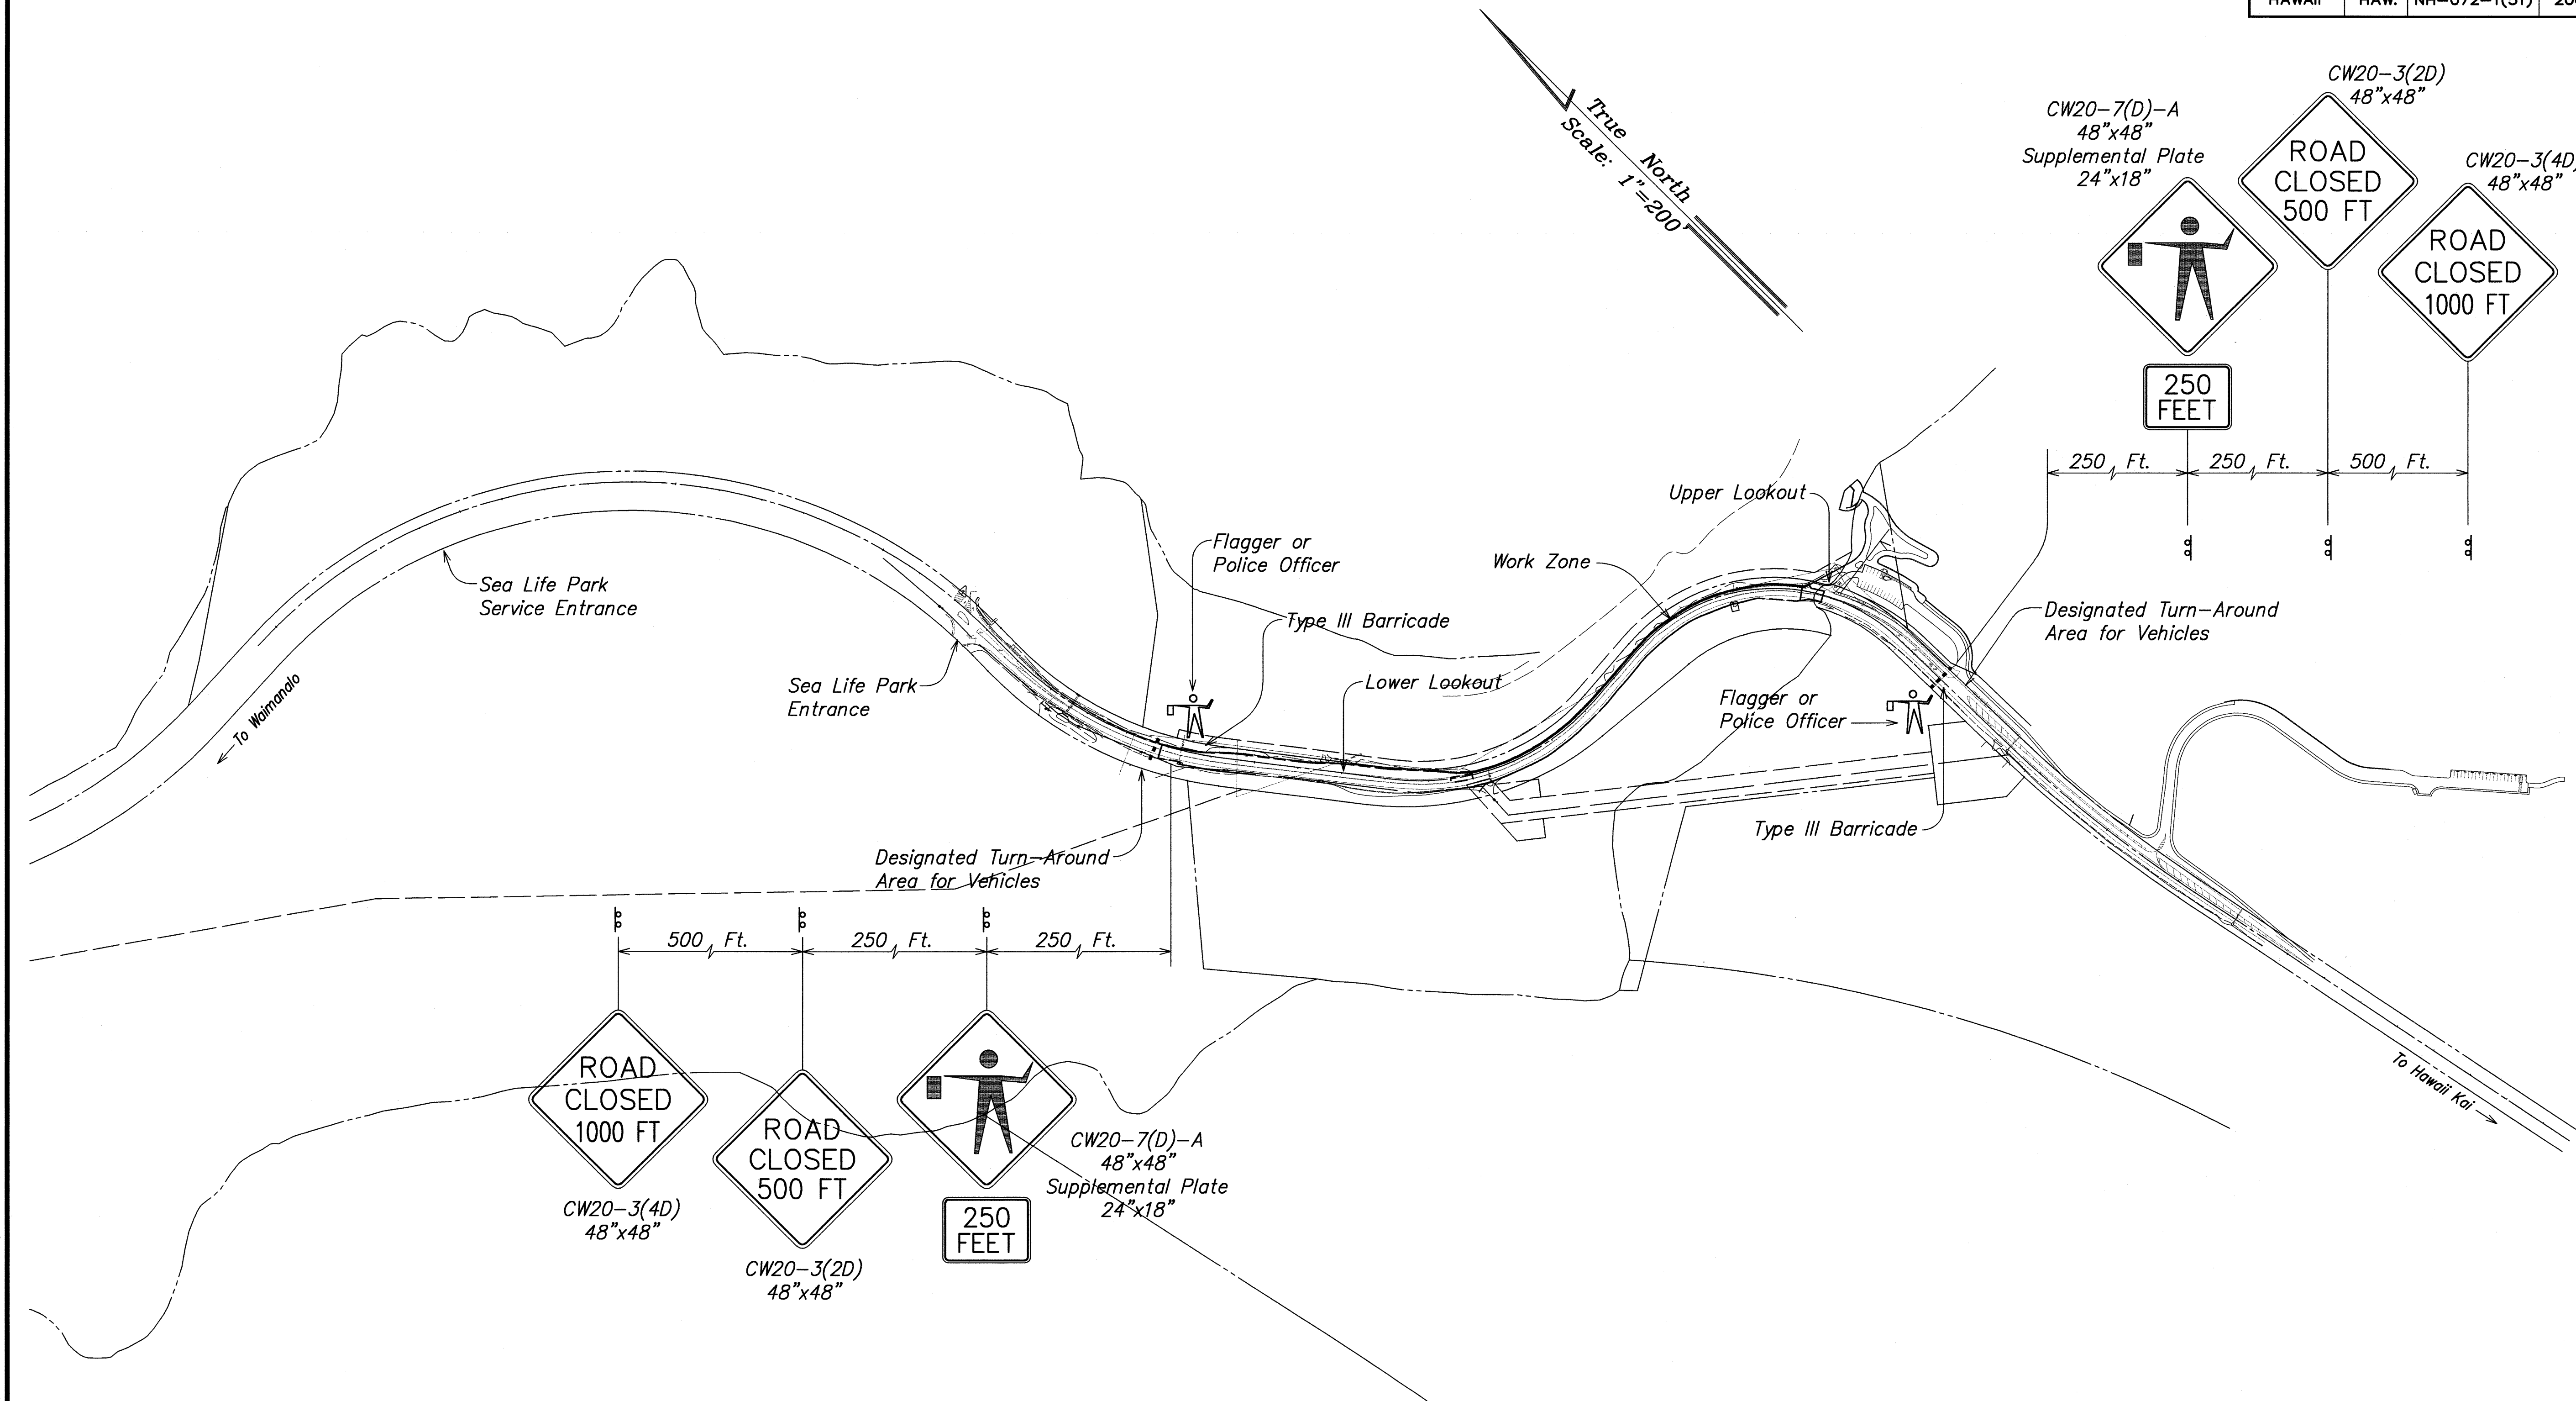 HAWAII HAW. NH-072-1(51)
True North
Scale: 1"=200'
CW20-7(D)-A
48"x48"
Supplemental Plate
24"x18"
CW20-3(2D)
48"x48"
CW20-3(4D)
48"x48"
ROAD
CLOSED
500 FT
ROAD
CLOSED
1000 FT
250
FEET
250 Ft.
250 Ft.
500 Ft.
Upper Lookout
Work Zone
Flagger or
Police Officer
Type III Barricade
Sea Life Park
Service Entrance
Designated Turn-Around
Area for Vehicles
Sea Life Park
Entrance
Lower Lookout
Flagger or
Police Officer
To Waimanalo
Type III Barricade
Designated Turn-Around
Area for Vehicles
500 Ft.
250 Ft.
250 Ft.
To Hawaii Kai
ROAD
CLOSED
1000 FT
CW20-3(4D)
48"x48"
ROAD
CLOSED
500 FT
CW20-3(2D)
48"x48"
CW20-7(D)-A
48"x48"
Supplemental Plate
24"x18"
250
FEET